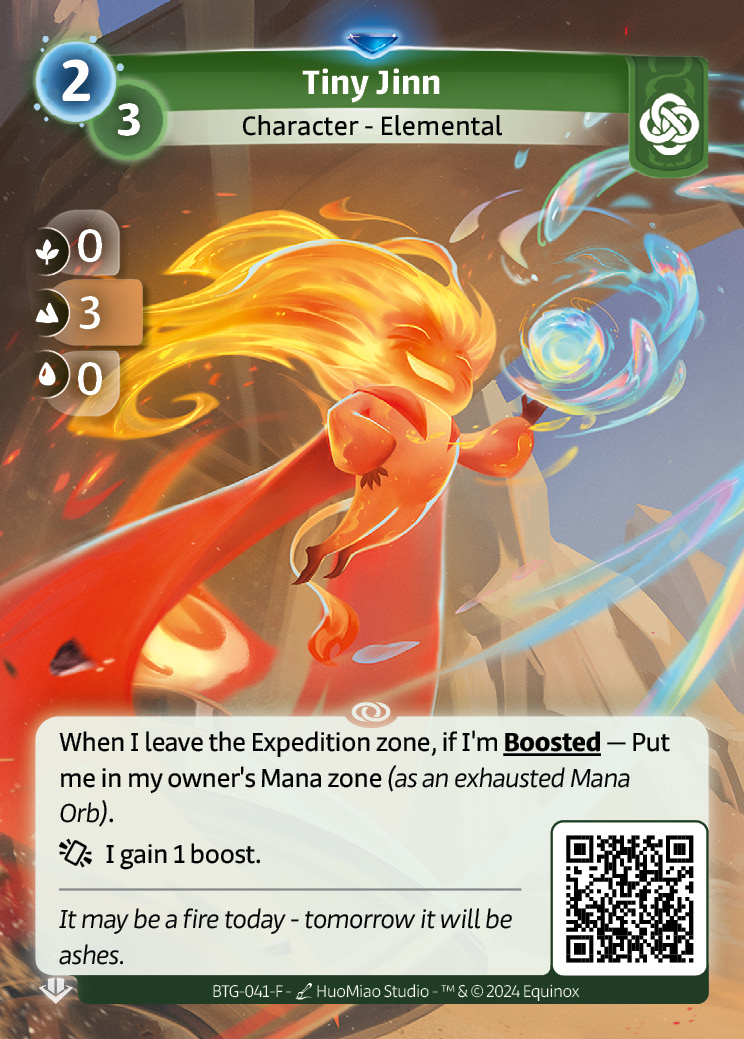 2
Tiny Jinn
3
Character - Elemental
0
3
0
When I leave the Expedition zone, if I'm Boosted — Put
me in my owner's Mana zone (as an exhausted Mana
Orb).
I gain 1 boost.
It may be a fire today - tomorrow it will be
ashes.
BTG-041-F - HuoMiao Studio - ™ & © 2024 Equinox